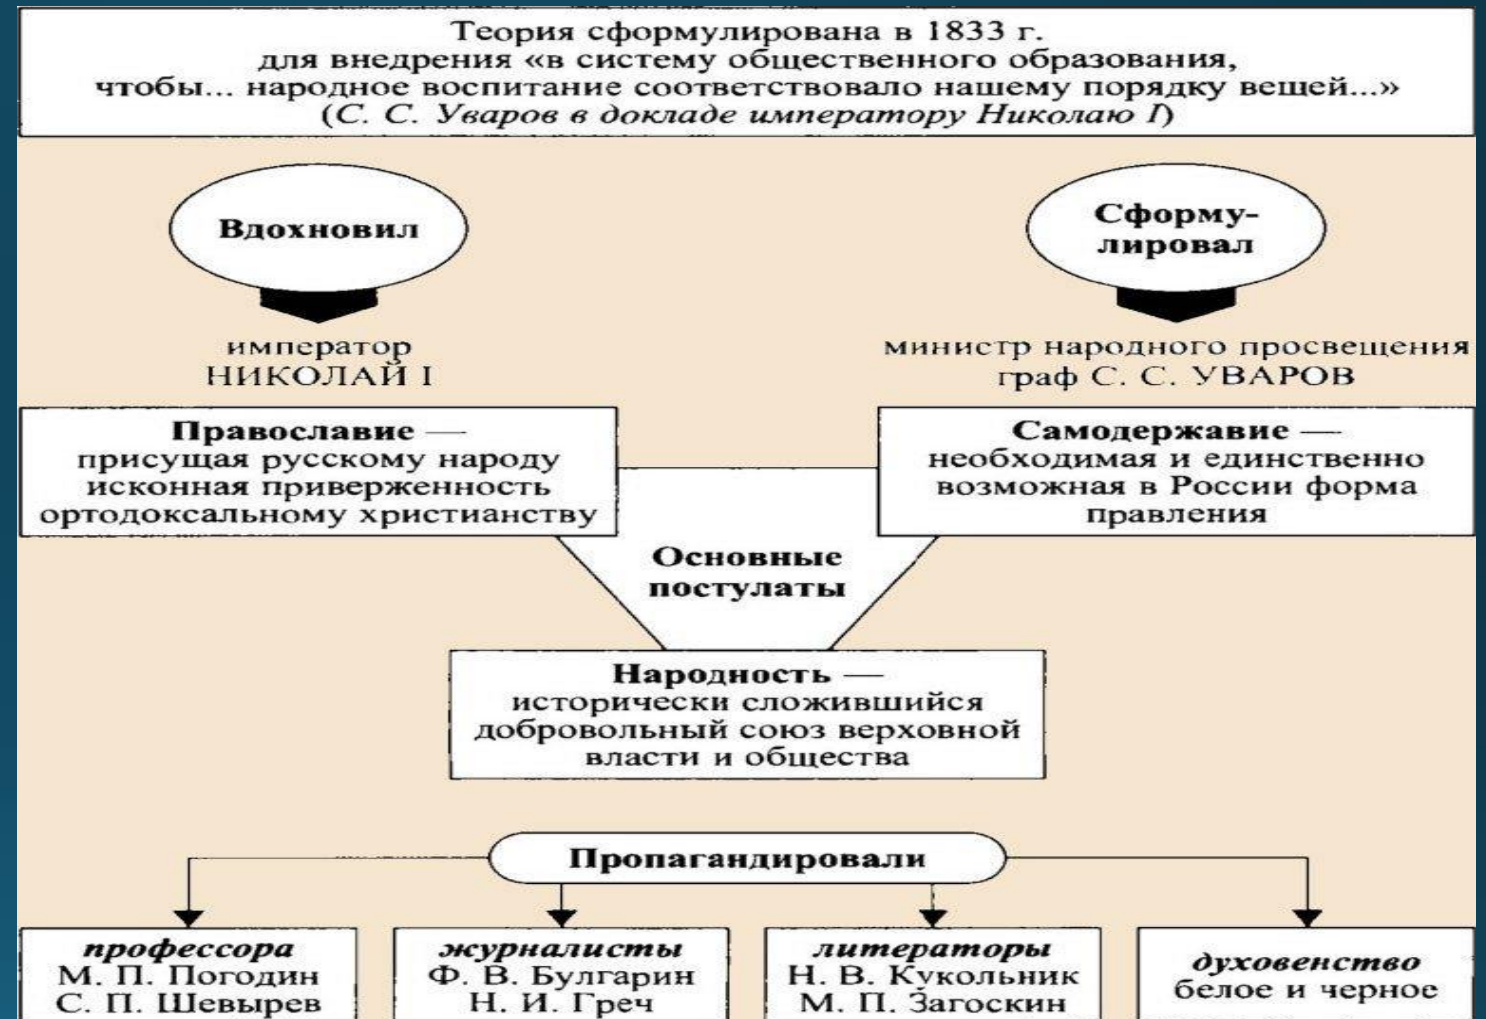 Теория сформулирована в 1833 г.
для внедрения «в систему общественного образования,
чтобы... народное воспитание соответствовало нашему порядку вещей...»
(С. С. Уваров в докладе императору Николаю I)
Вдохновил
Сформу-
лировал
император
НИКОЛАЙ I
министр народного просвещения
граф С. С. УВАРОВ
Православие —
присущая русскому народу
исконная приверженность
ортодоксальному христианству
Самодержавие —
необходимая и единственно
возможная в России форма
правления
Основные
постулаты
Народность —
исторически сложившийся
добровольный союз верховной
власти и общества
Пропагандировали
профессора
М. П. Погодин
С. П. Шевырев
журналисты
Ф. В. Булгарин
Н. И. Греч
литераторы
Н. В. Кукольник
М. П. Загоскин
духовенство
белое и черное